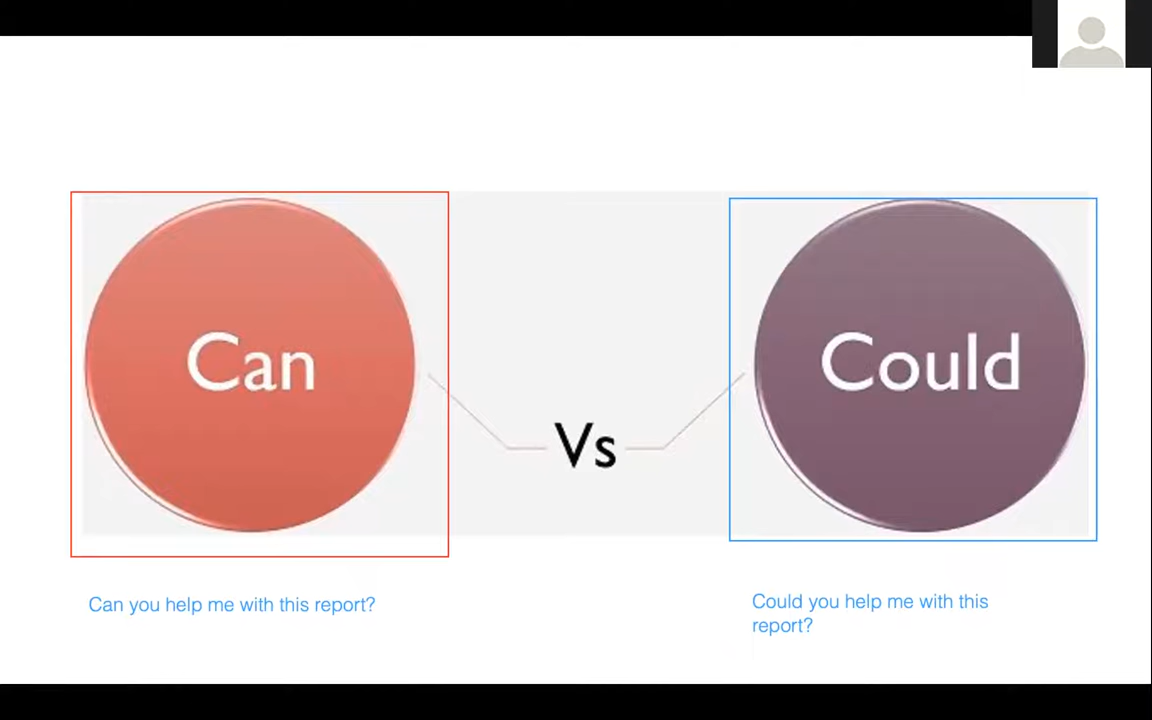 Can
Vs
Could
Can you help me with this report?
Could you help me with this
report?